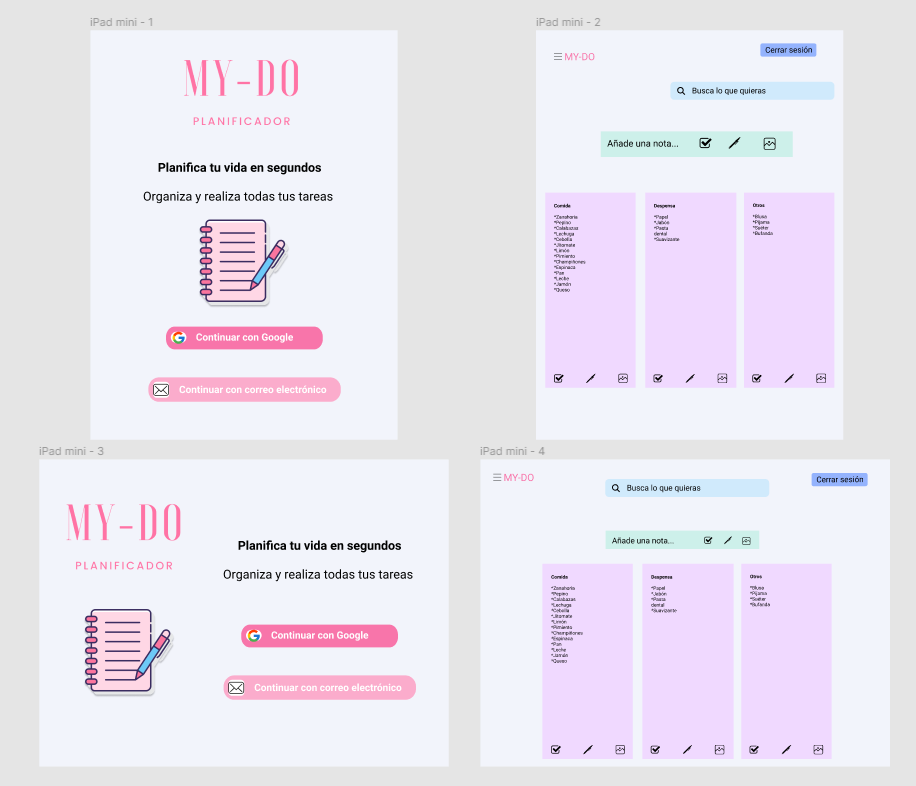 iPad mini - 1
MY-DO
PLANIFICADOR
Planifica tu vida en segundos
Organiza y realiza todas tus tareas
Continuar con Google
Continuar con correo electrónico
iPad mini - 2
MY-DO
Cerrar sesión
Busca lo que quieras
Añade una nota...
Comida
*Zanahoria
*Pepino
*Calabazas
*Lechuga
*Cebolla
*Jitomate
*Limón
*Pimiento
*Champiñones
*Espinaca
*Pan
*Leche
*Jamón
*Queso
Despensa
*Papel
*Jabón
*Pasta
dental
*Suavizante
Otros
*Blusa
*Pijama
*Suéter
*Bufanda
iPad mini - 3
MY-DO
PLANIFICADOR
Planifica tu vida en segundos
Organiza y realiza todas tus tareas
Continuar con Google
Continuar con correo electrónico
iPad mini - 4
MY-DO
Busca lo que quieras
Cerrar sesión
Añade una nota...
Comida
*Zanahoria
*Pepino
*Calabazas
*Lechuga
*Cebolla
*Jitomate
*Limón
*Pimiento
*Champiñones
*Espinaca
*Pan
*Leche
*Jamón
*Queso
Despensa
*Papel
*Jabón
*Pasta
dental
*Suavizante
Otros
*Blusa
*Pijama
*Suéter
*Bufanda